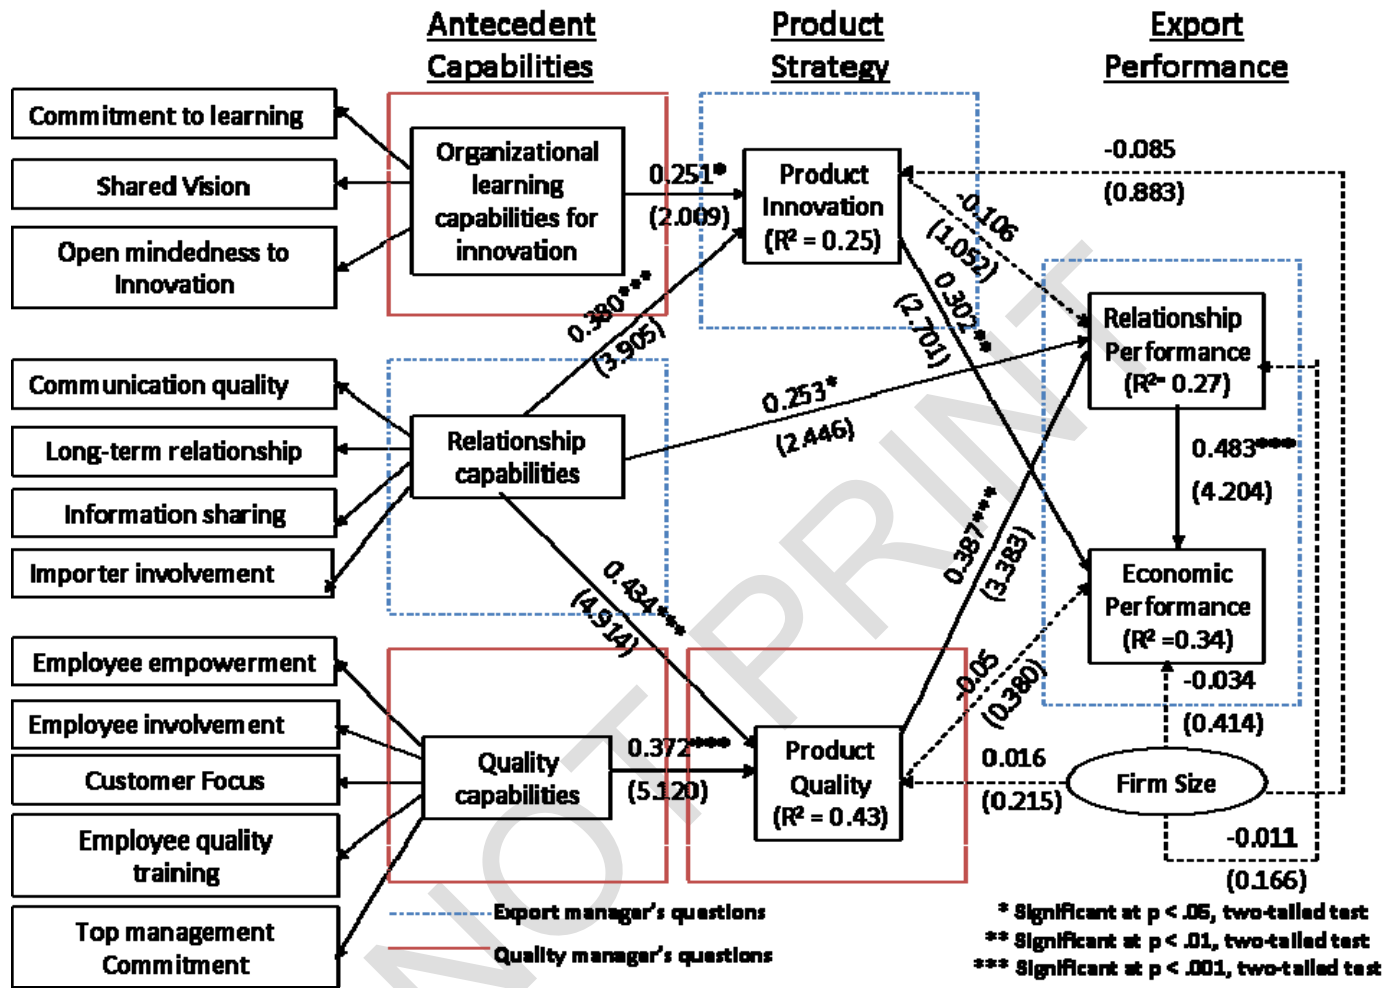 Antecedent
Capabilities
Product
Strategy
Export
Performance
Commitment to learning
Shared Vision
Open mindedness to
Innovation
Organizational
learning
capabilities for
innovation
0.251*
(2.009)
Product
Innovation
(R² = 0.25)
-0.085
(0.883)
-0.106
(1.052)
0.380***
(3.905)
0.302**
(2.701)
Relationship
Performance
(R²= 0.27)
Communication quality
Long-term relationship
Information sharing
Importer involvement
Relationship
capabilities
0.253*
(2.446)
0.483***
(4.204)
0.434***
(4.914)
0.387***
(3.383)
Economic
Performance
(R² =0.34)
-0.05
(0.380)
-0.034
(0.414)
Employee empowerment
Employee involvement
Customer Focus
Employee quality
training
Top management
Commitment
Quality
capabilities
0.372***
(5.120)
Product
Quality
(R² = 0.43)
0.016
(0.215)
Firm Size
-0.011
(0.166)
Export manager's questions
Quality manager's questions
* Significant at p < .05, two-tailed test
** Significant at p < .01, two-tailed test
*** Significant at p < .001, two-tailed test
NOT PRINT